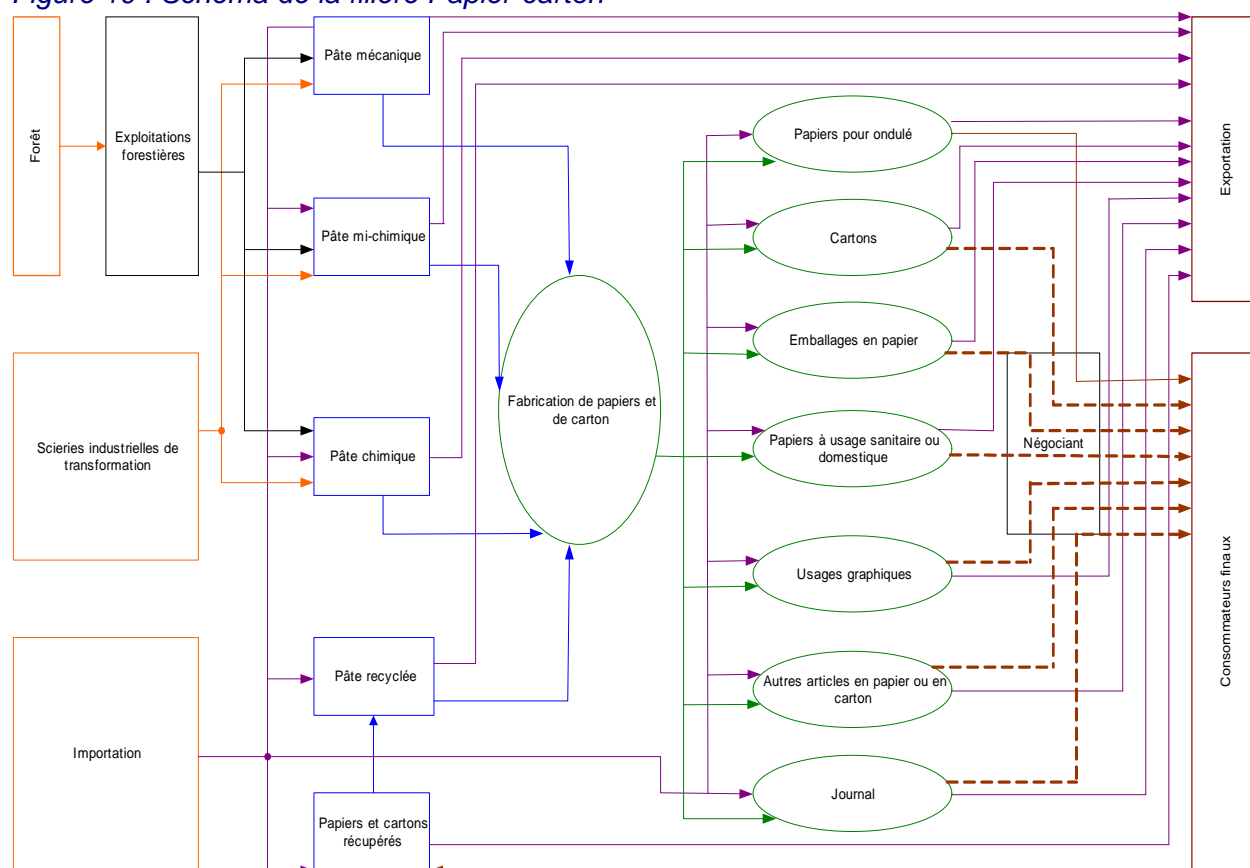 Figure 10 : Schéma de la filière Papier-carton
Forêt
Exploitations
forestières
Pâte mécanique
Pâte mi-chimique
Scieries industrielles de
transformation
Pâte chimique
Importation
Pâte recyclée
Papiers et cartons
récupérés
Fabrication de papiers et
de carton
Papiers pour ondulé
Cartons
Emballages en papier
Papiers à usage sanitaire ou
domestique
Usages graphiques
Autres articles en papier ou en
carton
Journal
Négociant
Exportation
Consommateurs finaux